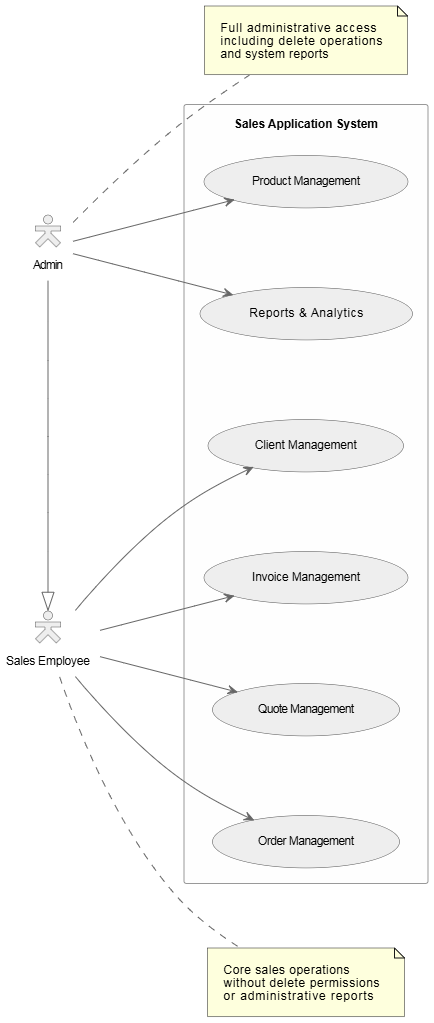 Full administrative access
including delete operations
and system reports
Sales Application System
Product Management
Admin
Reports & Analytics
Client Management
Invoice Management
Sales Employee
Quote Management
Order Management
Core sales operations
without delete permissions
or administrative reports